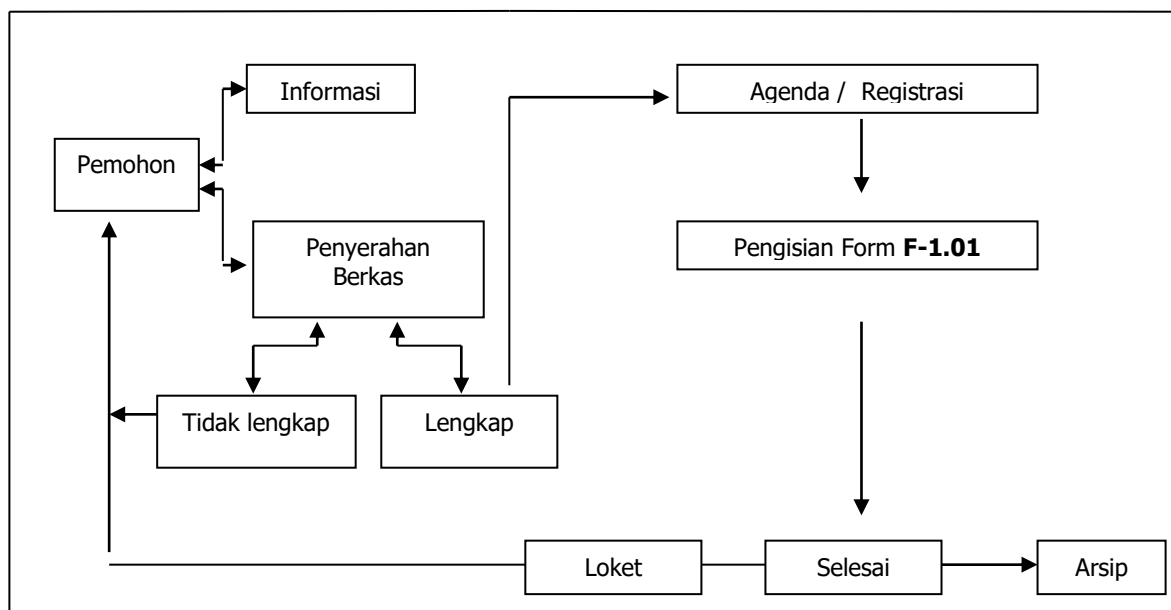 Informasi
Agenda / Registrasi
Pemohon
Penyerahan
Berkas
Pengisian Form F-1.01
Tidak lengkap
Lengkap
Loket
Selesai
Arsip